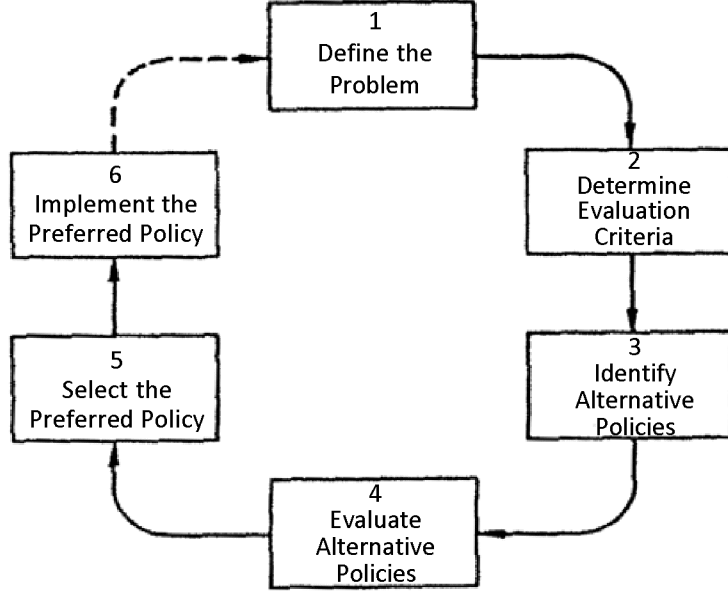 1
Define the
Problem
2
Determine
Evaluation
Criteria
3
Identify
Alternative
Policies
4
Evaluate
Alternative
Policies
5
Select the
Preferred Policy
6
Implement the
Preferred Policy